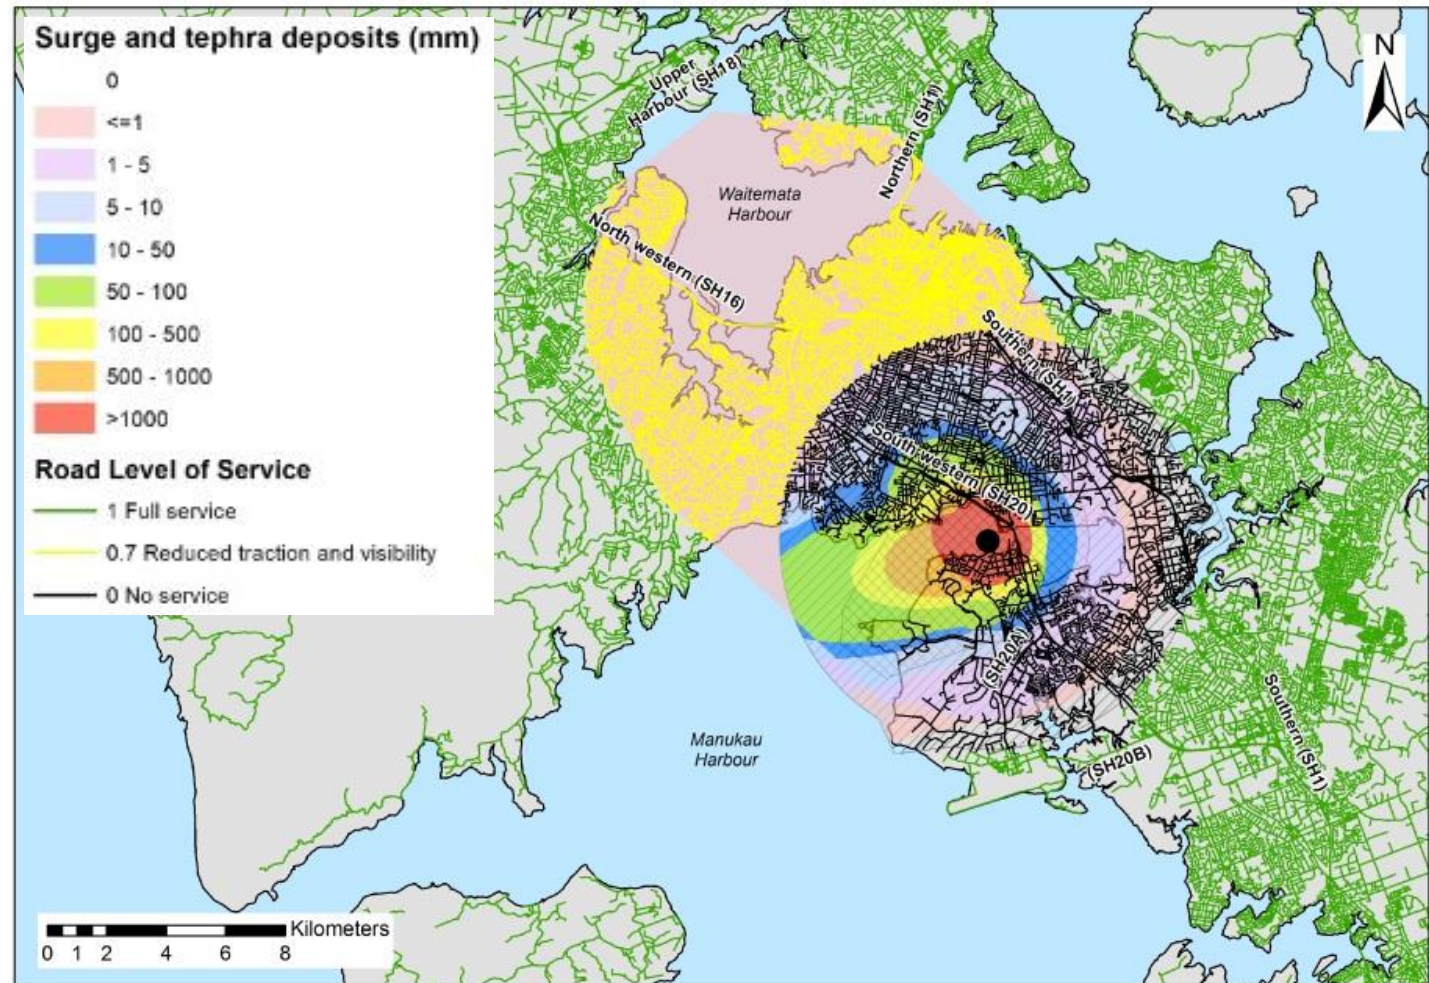 Surge and tephra deposits (mm)
0
<=1
1 - 5
5 - 10
10 - 50
50 - 100
100 - 500
500 - 1000
>1000
Road Level of Service
1 Full service
0.7 Reduced traction and visibility
0 No service
N
Upper
Harbour (SH18)
Northern (SH1)
Waitemata
Harbour
North western (SH16)
Southern (SH1)
South western (SH20)
(SH20A)
Southern (SH1)
(SH20B)
Manukau
Harbour
Kilometers
0 1 2 4 6 8